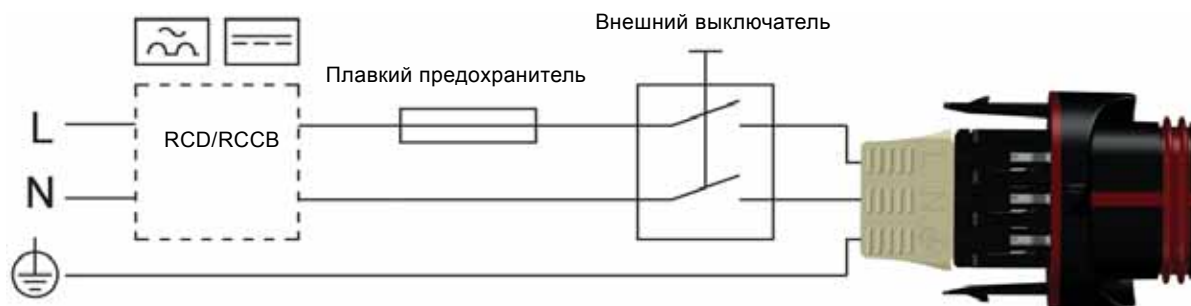 Внешний выключатель
Плавкий предохранитель
L
RCD/RCCB
N
L
N